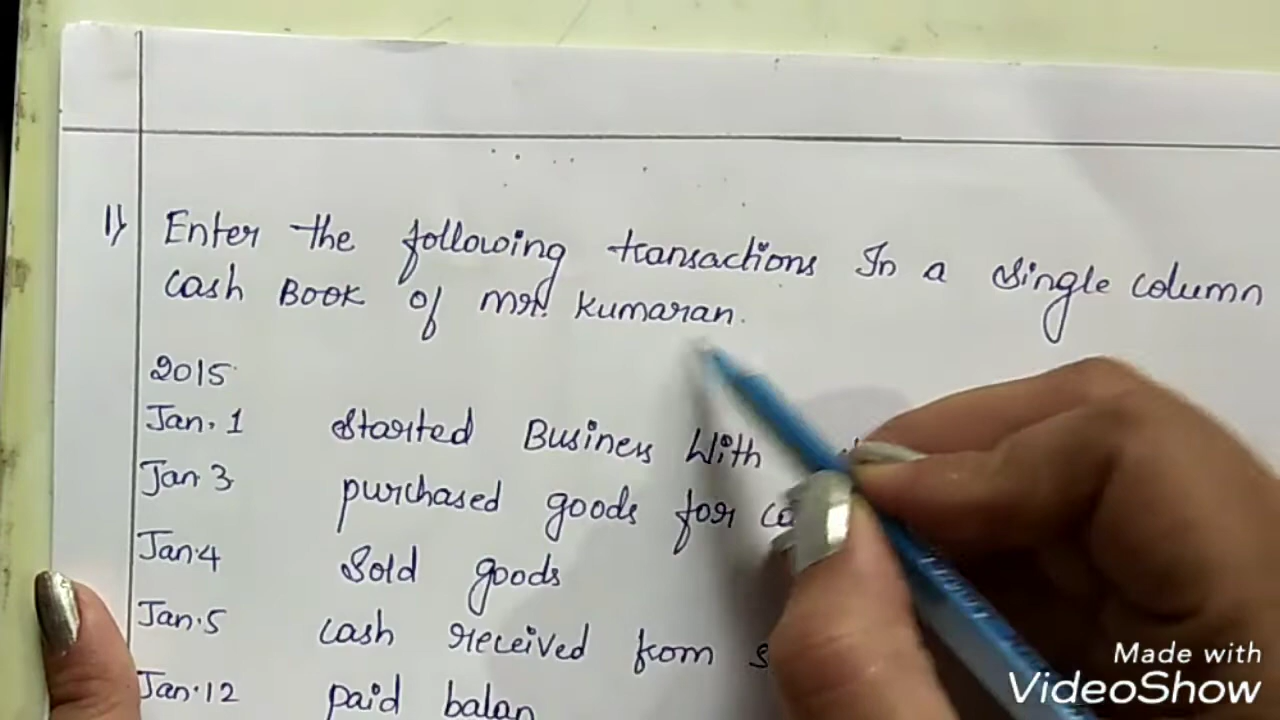 1) Enter the following transactions In a single column
Cash Book of Mr. Kumaran.
2015
Jan. 1 Started Business With
Jan 3 purchased goods for
Jan.4 Sold goods
Jan.5 cash received from
Jan.12 paid balan
Made with
VideoShow